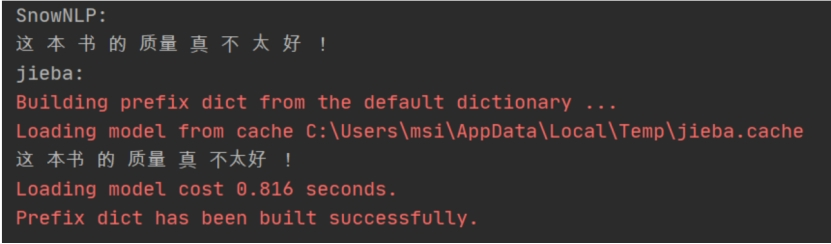 SnowNLP:
这 本 书 的 质量 真 不 太 好 ！
jieba:
Building prefix dict from the default dictionary ...
Loading model from cache C:\Users\msi\AppData\Local\Temp\jieba.cache
这 本书 的 质量 真 不太好 ！
Loading model cost 0.816 seconds.
Prefix dict has been built successfully.